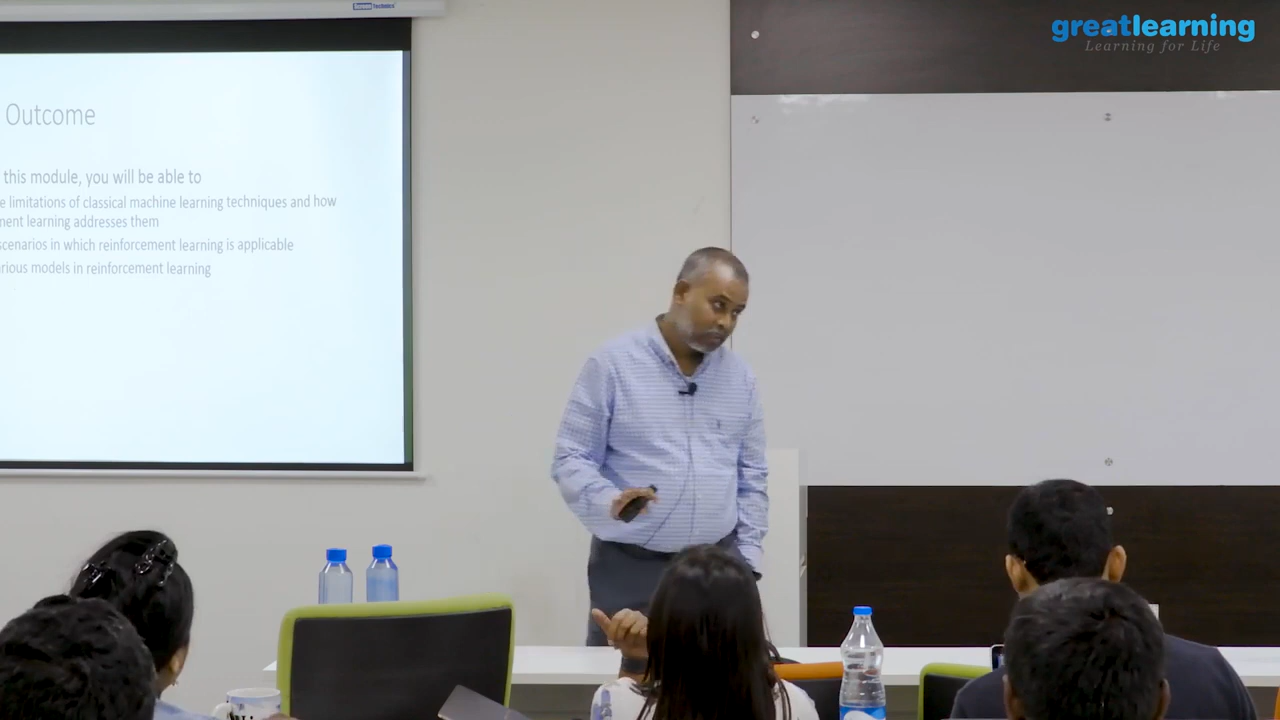 greatlearning
Learning for Life
Outcome
this module, you will be able to
e limitations of classical machine learning techniques and how
ment learning addresses them
scenarios in which reinforcement learning is applicable
rious models in reinforcement learning